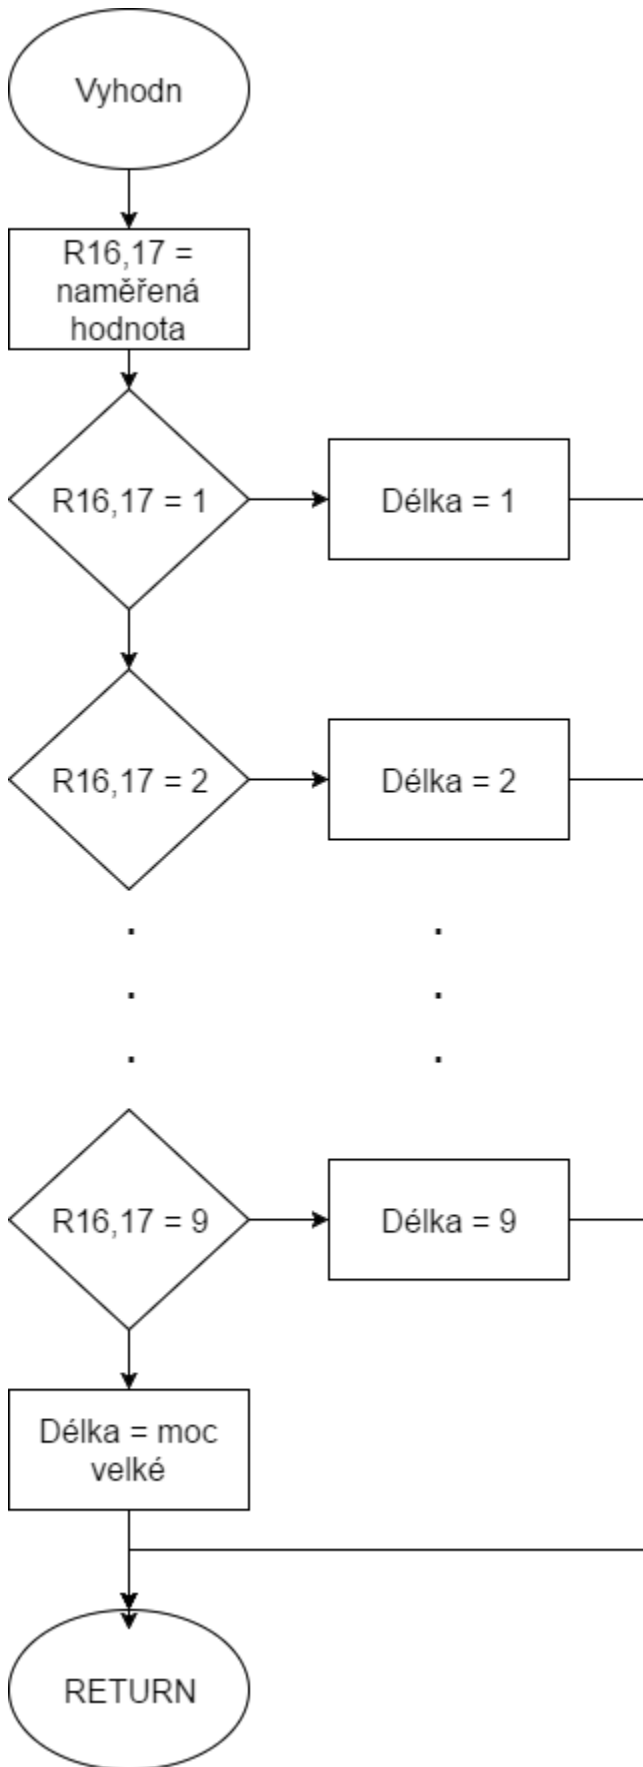 Vyhodn
R16,17 =
naměřená
hodnota
R16,17 = 1
Délka = 1
R16,17 = 2
Délka = 2
. .
. .
. .
R16,17 = 9
Délka = 9
Délka = moc
velké
RETURN